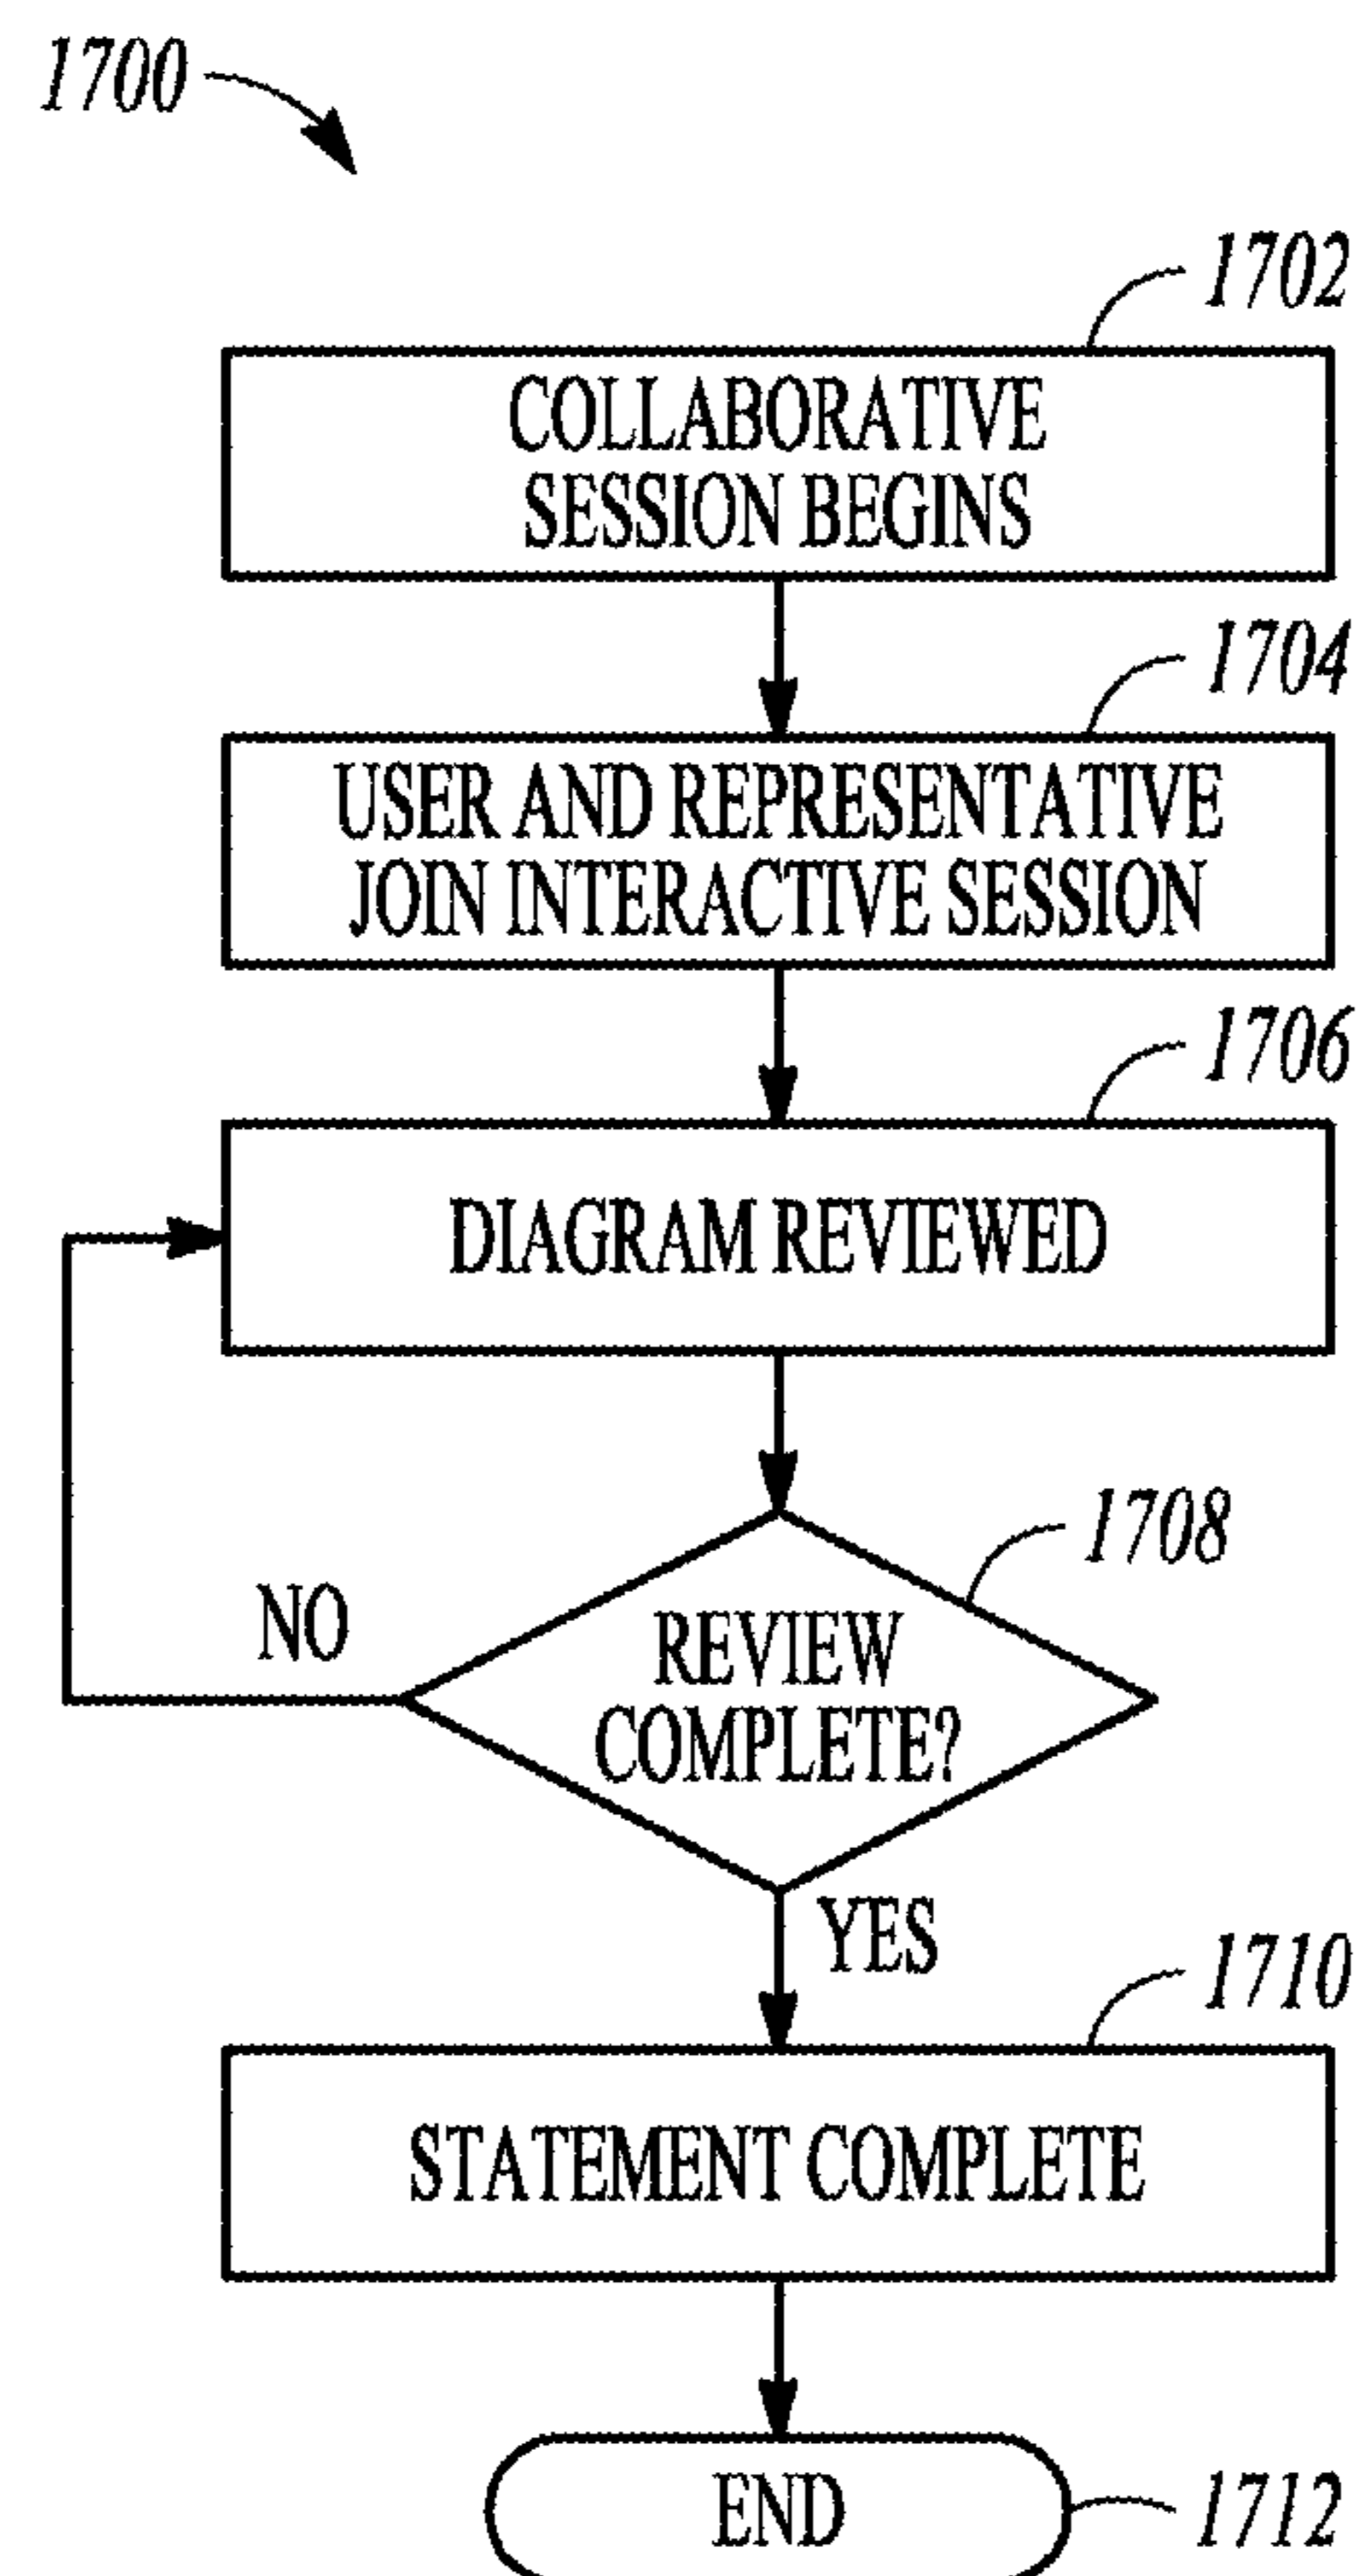 1700
1702
COLLABORATIVE
SESSION BEGINS
1704
USER AND REPRESENTATIVE
JOIN INTERACTIVE SESSION
1706
DIAGRAM REVIEWED
1708
NO
REVIEW
COMPLETE?
YES
1710
STATEMENT COMPLETE
END
1712